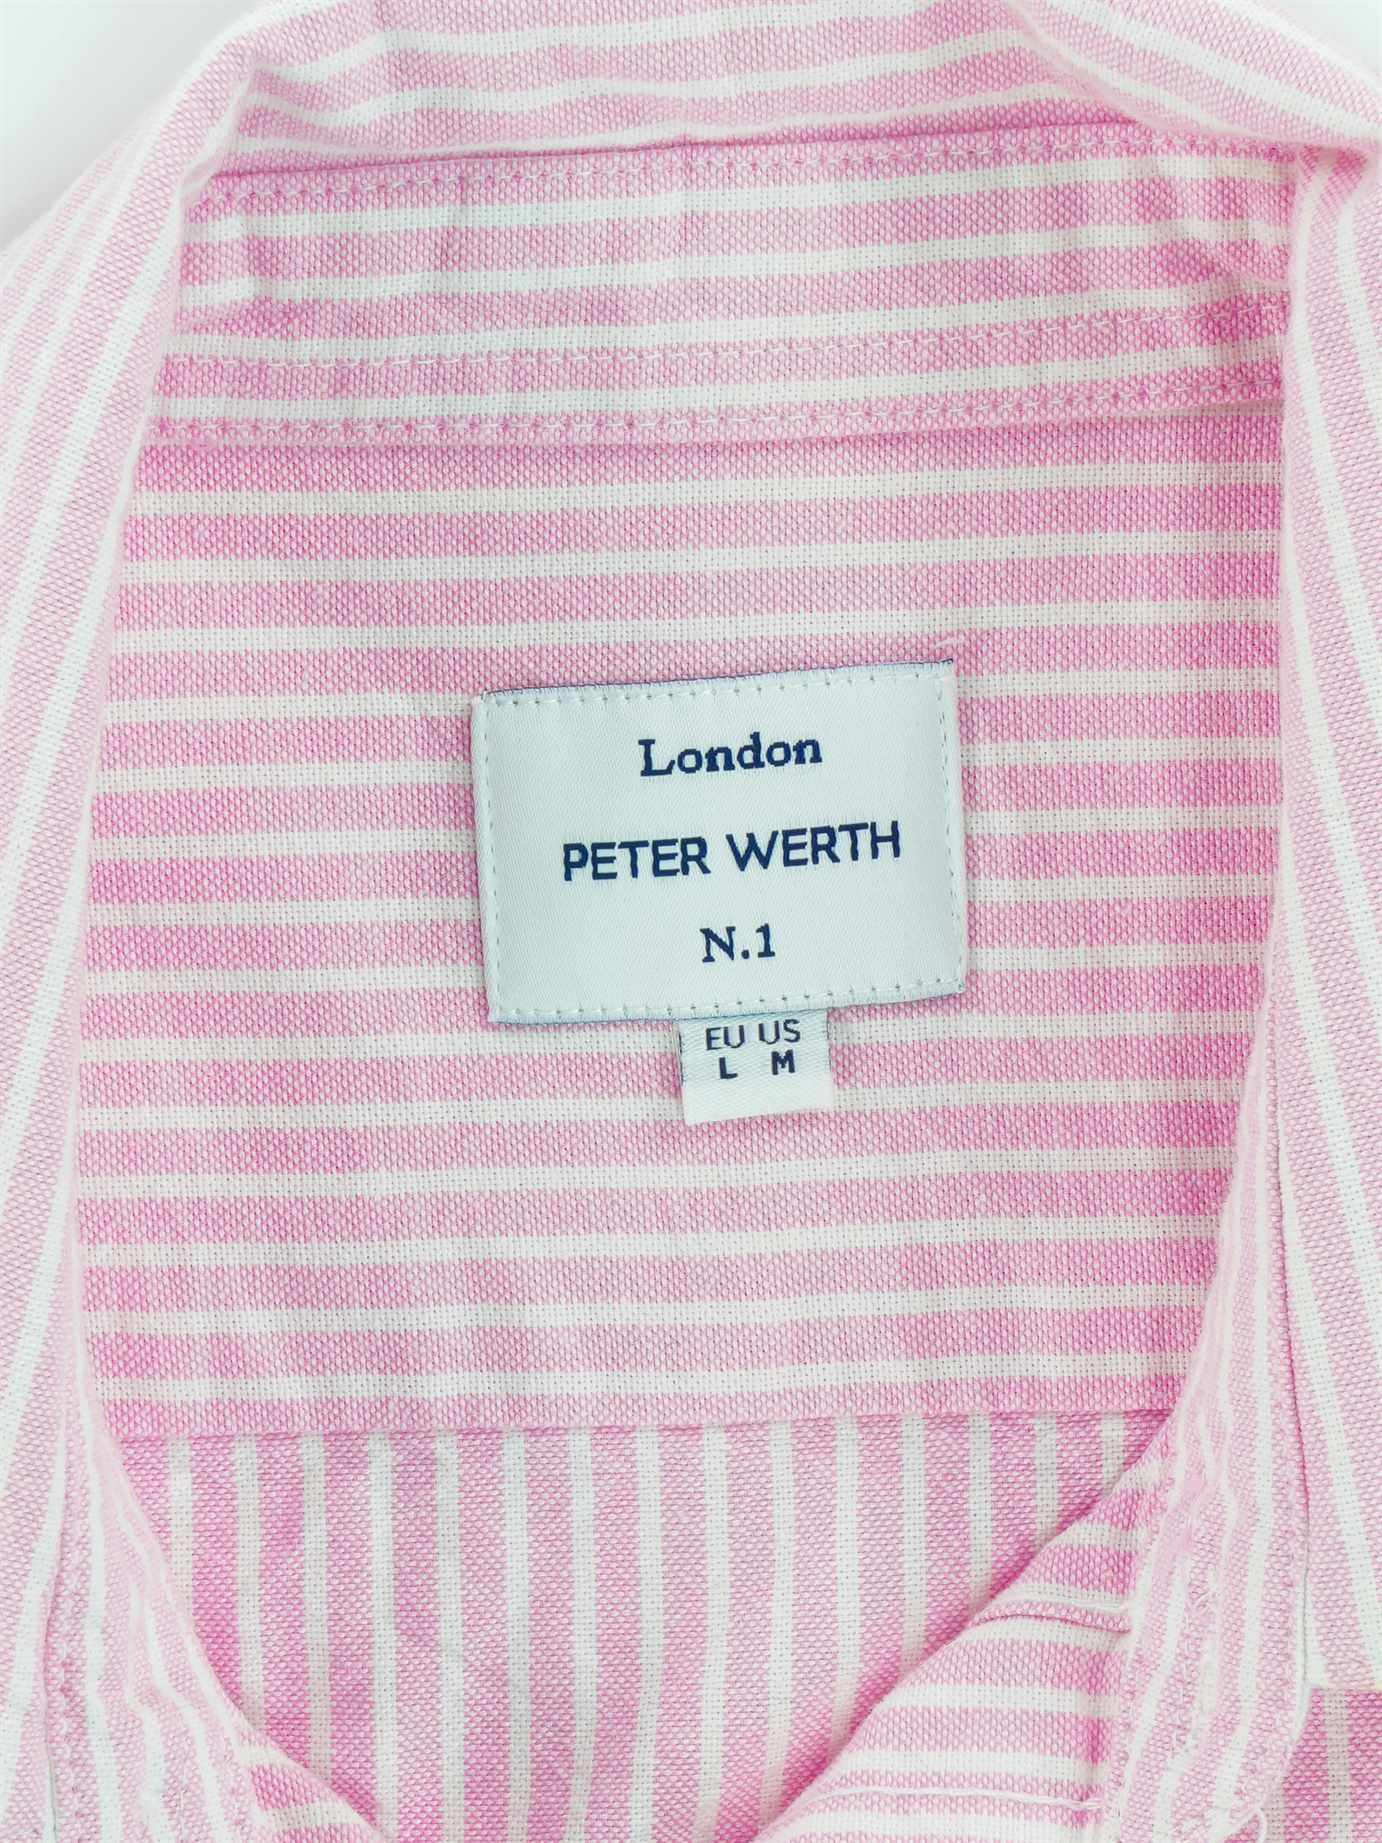 London
PETER WERTH
N.1
EU US
L M